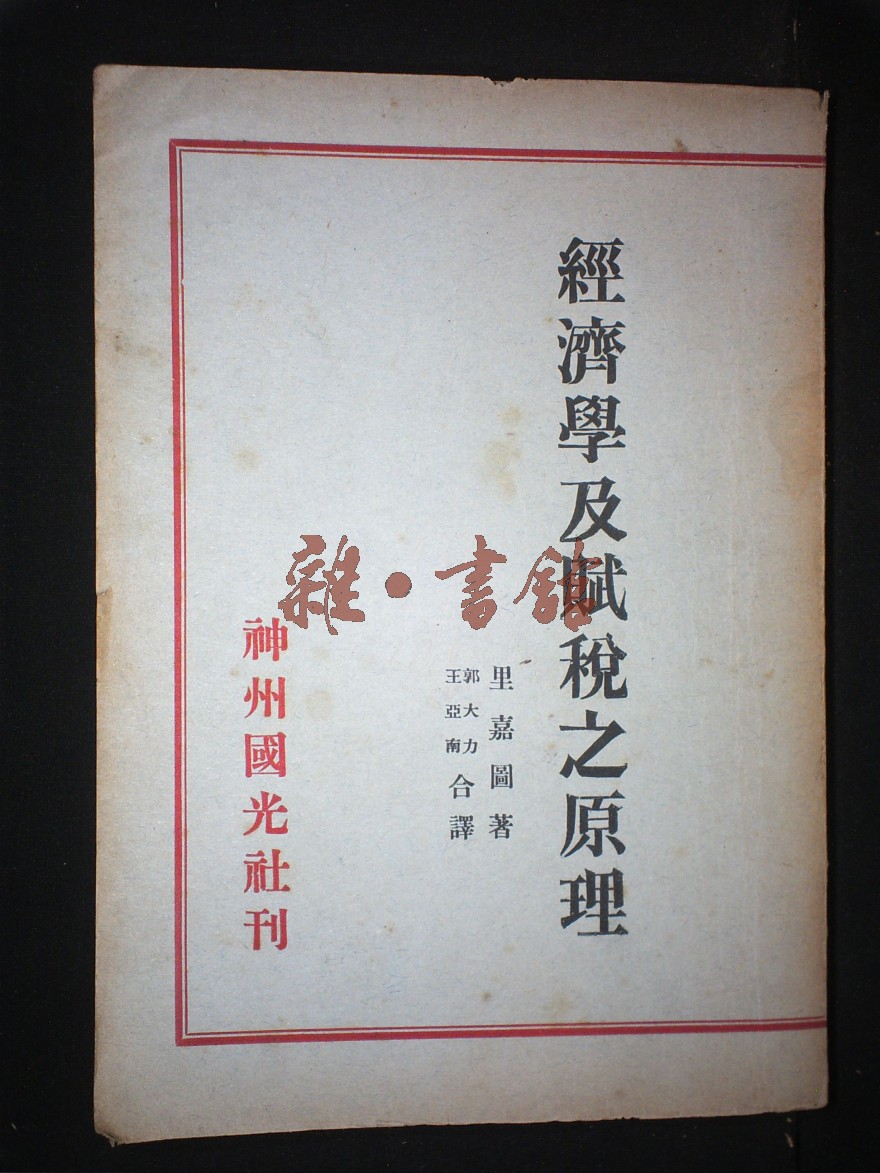 經濟學及賦稅之原理
里嘉圖著
郭大力
王亞南
合譯
神州國光社刊
雜·書館